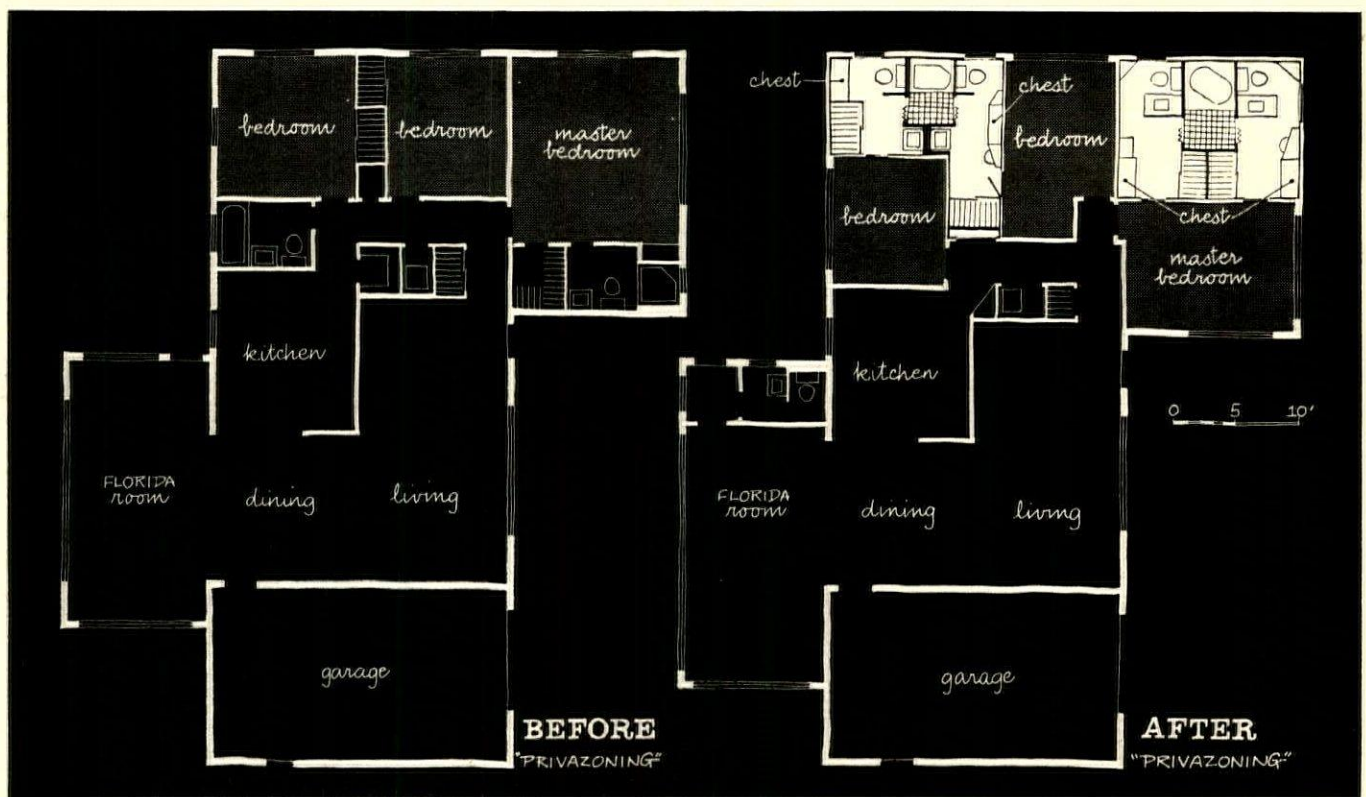 bedroom
bedroom
master
bedroom
kitchen
FLORIDA
room
dining
living
garage
BEFORE
"PRIVAZONING"
chest
chest
bedroom
bedroom
chest
master
bedroom
kitchen
0 5 10'
FLORIDA
room
dining
living
garage
AFTER
"PRIVAZONING"